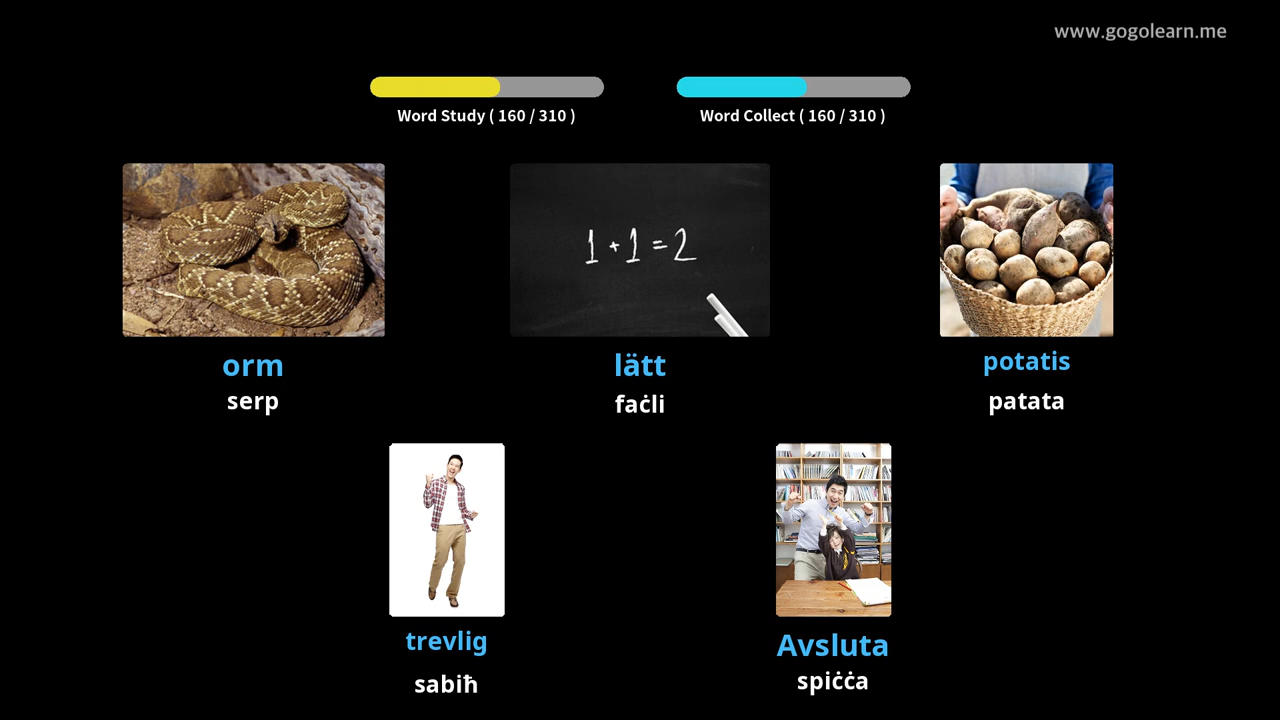 www.gogolearn.me
Word Study ( 160 / 310 )
Word Collect ( 160 / 310 )
1 + 1 = 2
orm
serp
lätt
faċli
potatis
patata
trevlig
sabiħ
Avsluta
spiċċa